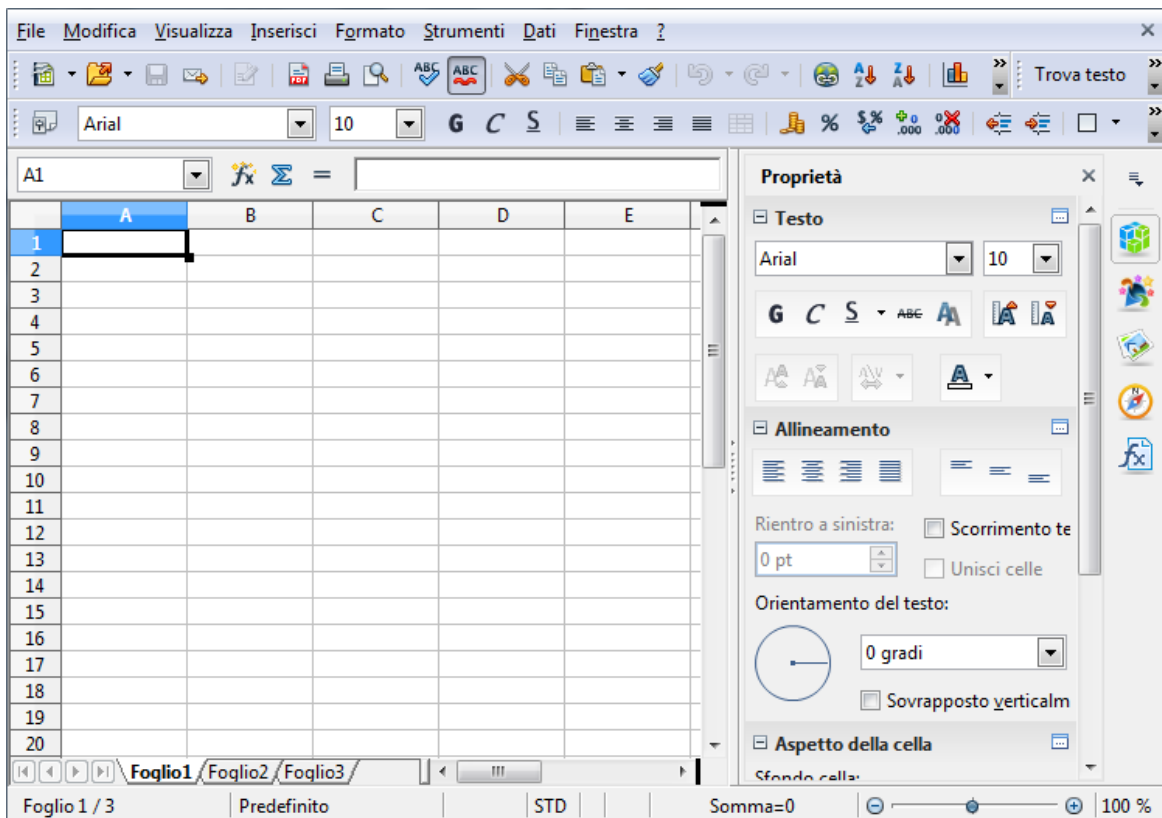 File Modifica Visualizza Inserisci Formato Strumenti Dati Finestra ?
Trova testo
Arial 10 G C S
A1 =
A B C D E
1
2
3
4
5
6
7
8
9
10
11
12
13
14
15
16
17
18
19
20
Foglio1 Foglio2 Foglio3
Foglio 1 / 3 Predefinito STD Somma=0 100 %
Proprietà
Testo
Arial 10
G C S ABC
Allineamento
Rientro a sinistra: Scorrimento te
0 pt Unisci celle
Orientamento del testo:
0 gradi
Sovrapposto verticalm
Aspetto della cella
Sfondo cella: